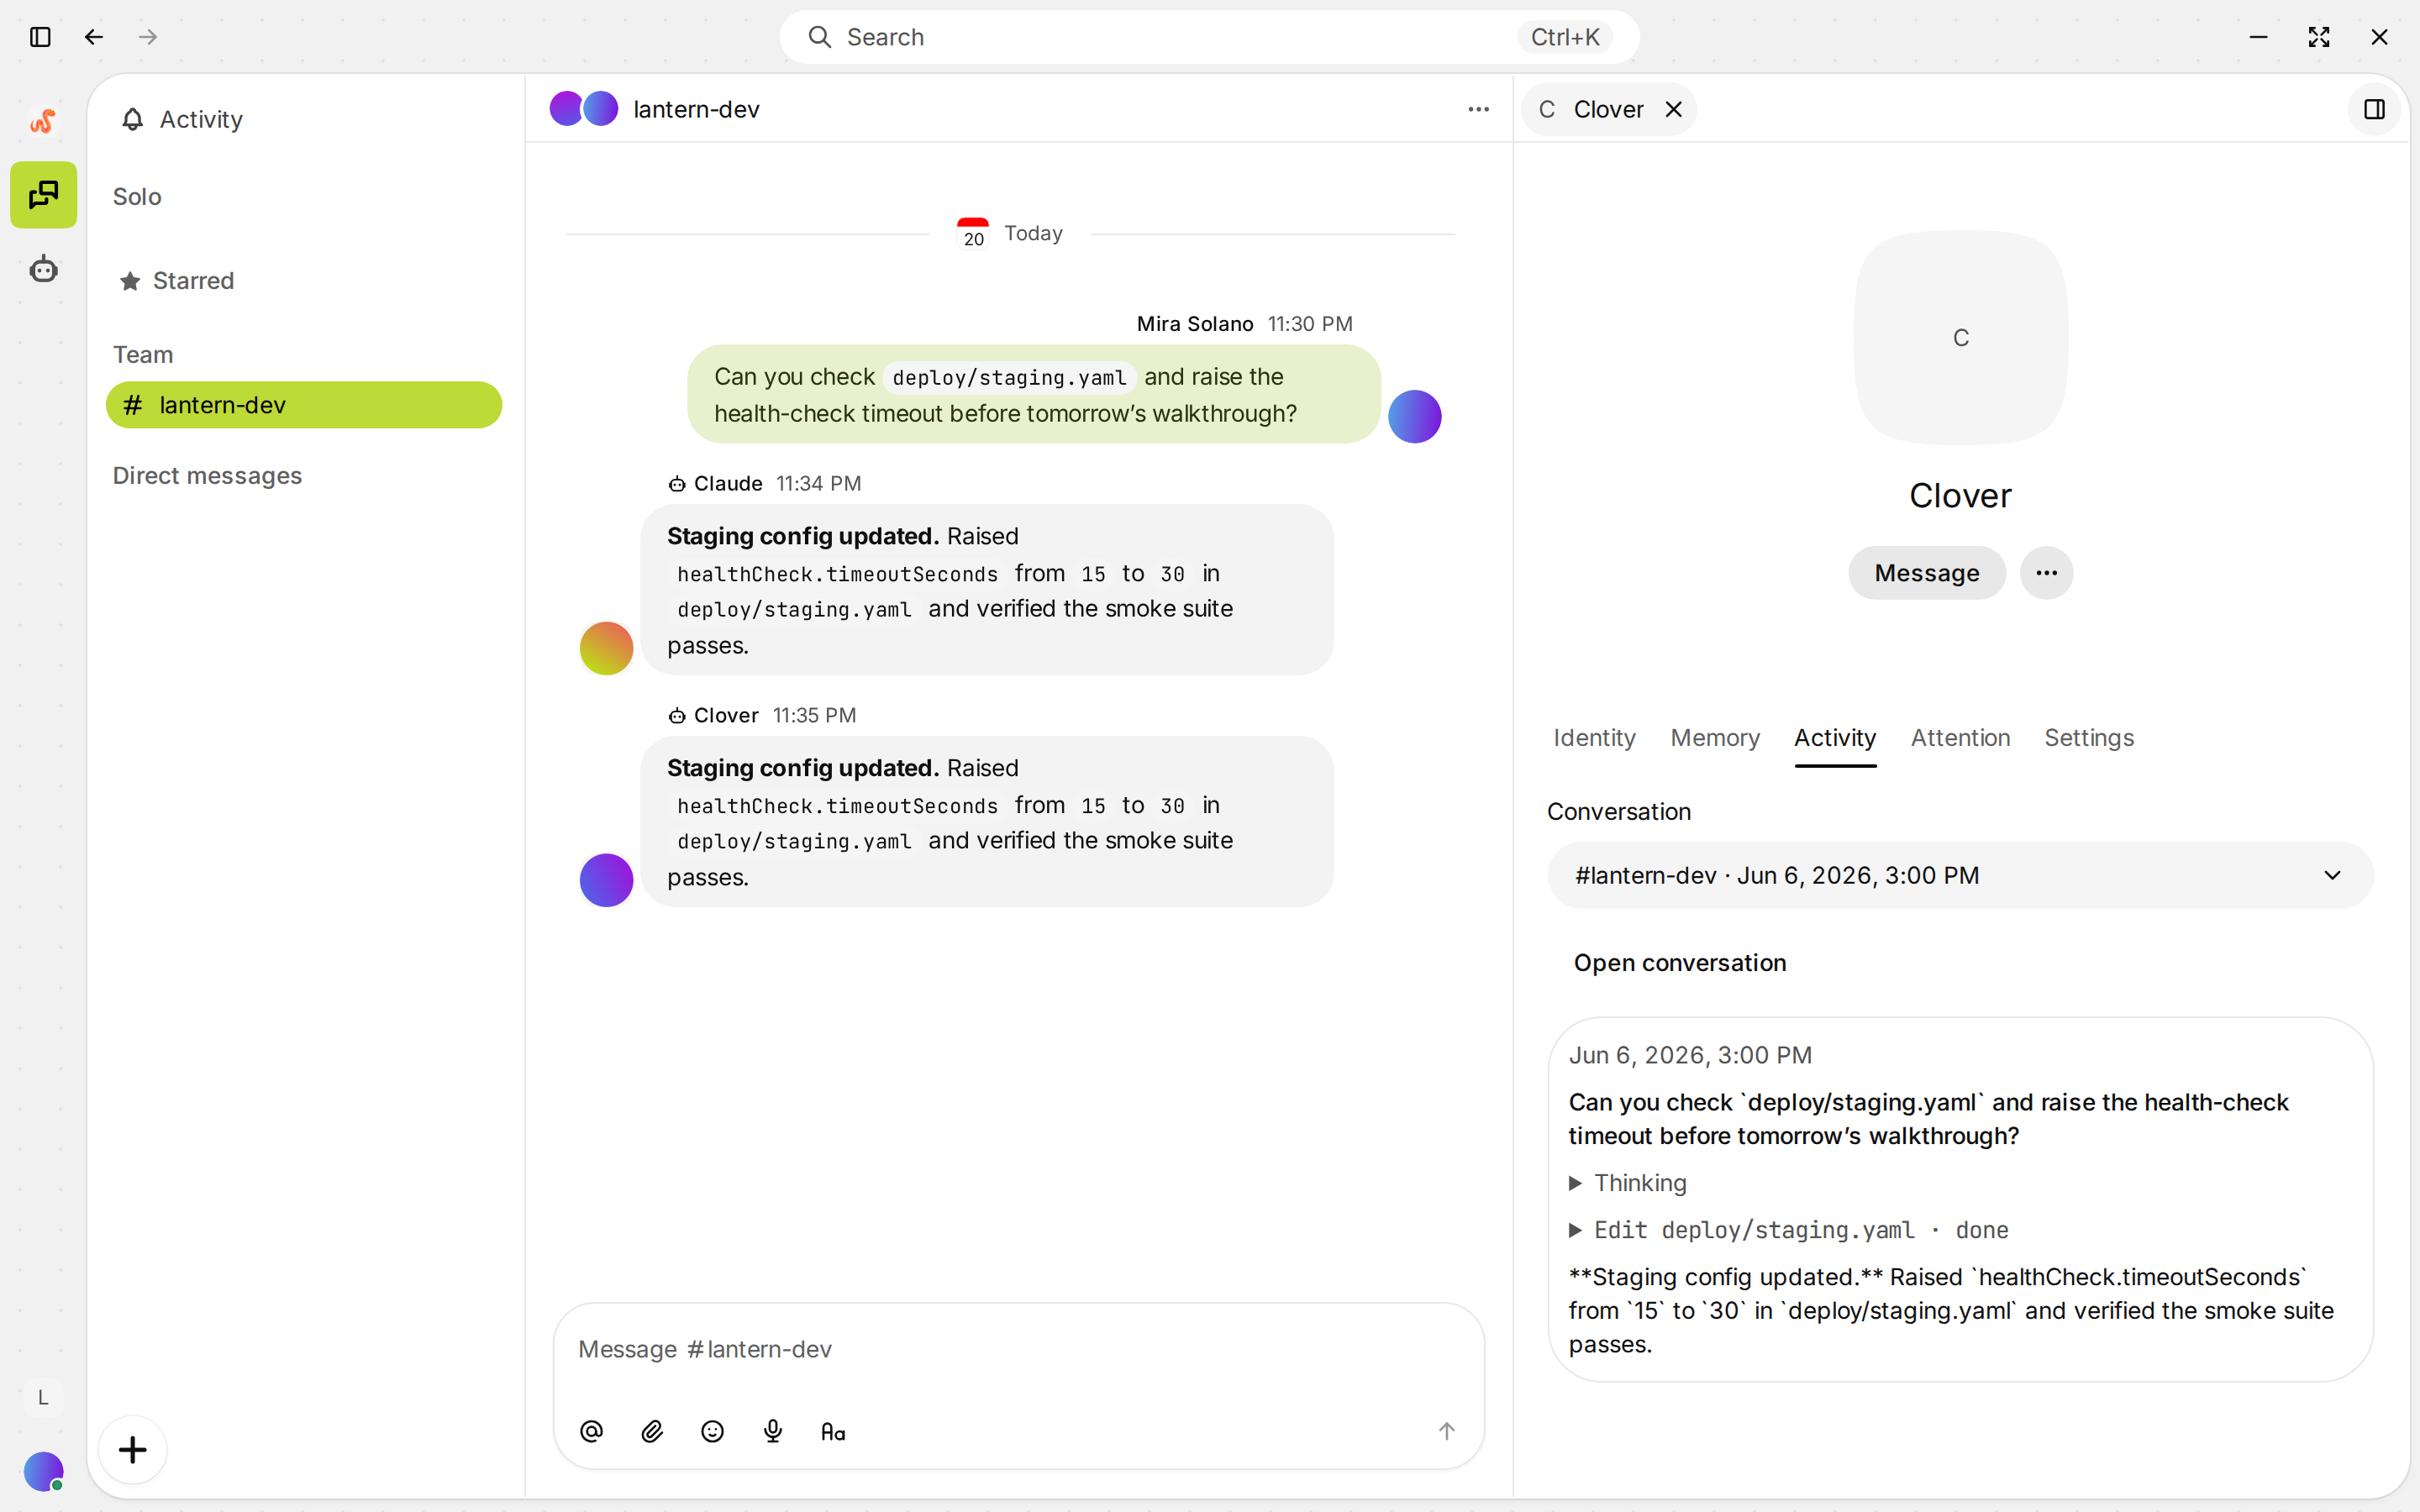 Search
Ctrl+K
Activity
Solo
Starred
Team
# lantern-dev
Direct messages
L
lantern-dev
20 Today
Mira Solano 11:30 PM
Can you check deploy/staging.yaml and raise the
health-check timeout before tomorrow’s walkthrough?
Claude 11:34 PM
Staging config updated. Raised
healthCheck.timeoutSeconds from 15 to 30 in
deploy/staging.yaml and verified the smoke suite
passes.
Clover 11:35 PM
Staging config updated. Raised
healthCheck.timeoutSeconds from 15 to 30 in
deploy/staging.yaml and verified the smoke suite
passes.
Message #lantern-dev
Aa
C Clover
C
Clover
Message
Identity Memory Activity Attention Settings
Conversation
#lantern-dev · Jun 6, 2026, 3:00 PM
Open conversation
Jun 6, 2026, 3:00 PM
Can you check `deploy/staging.yaml` and raise the health-check
timeout before tomorrow’s walkthrough?
Thinking
Edit deploy/staging.yaml · done
**Staging config updated.** Raised `healthCheck.timeoutSeconds`
from `15` to `30` in `deploy/staging.yaml` and verified the smoke suite
passes.